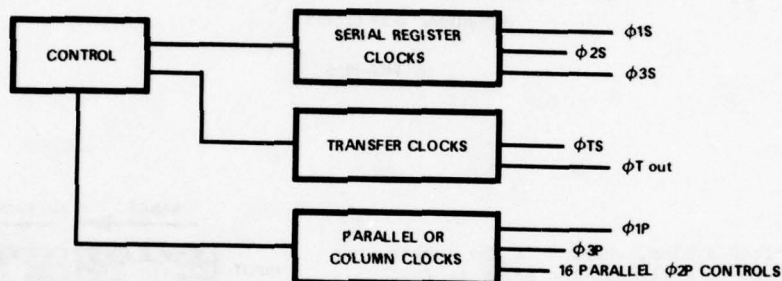 CONTROL
SERIAL REGISTER
CLOCKS
ϕ1S
ϕ2S
ϕ3S
TRANSFER CLOCKS
ϕTS
ϕT out
PARALLEL OR
COLUMN CLOCKS
ϕ1P
ϕ3P
16 PARALLEL ϕ2P CONTROLS